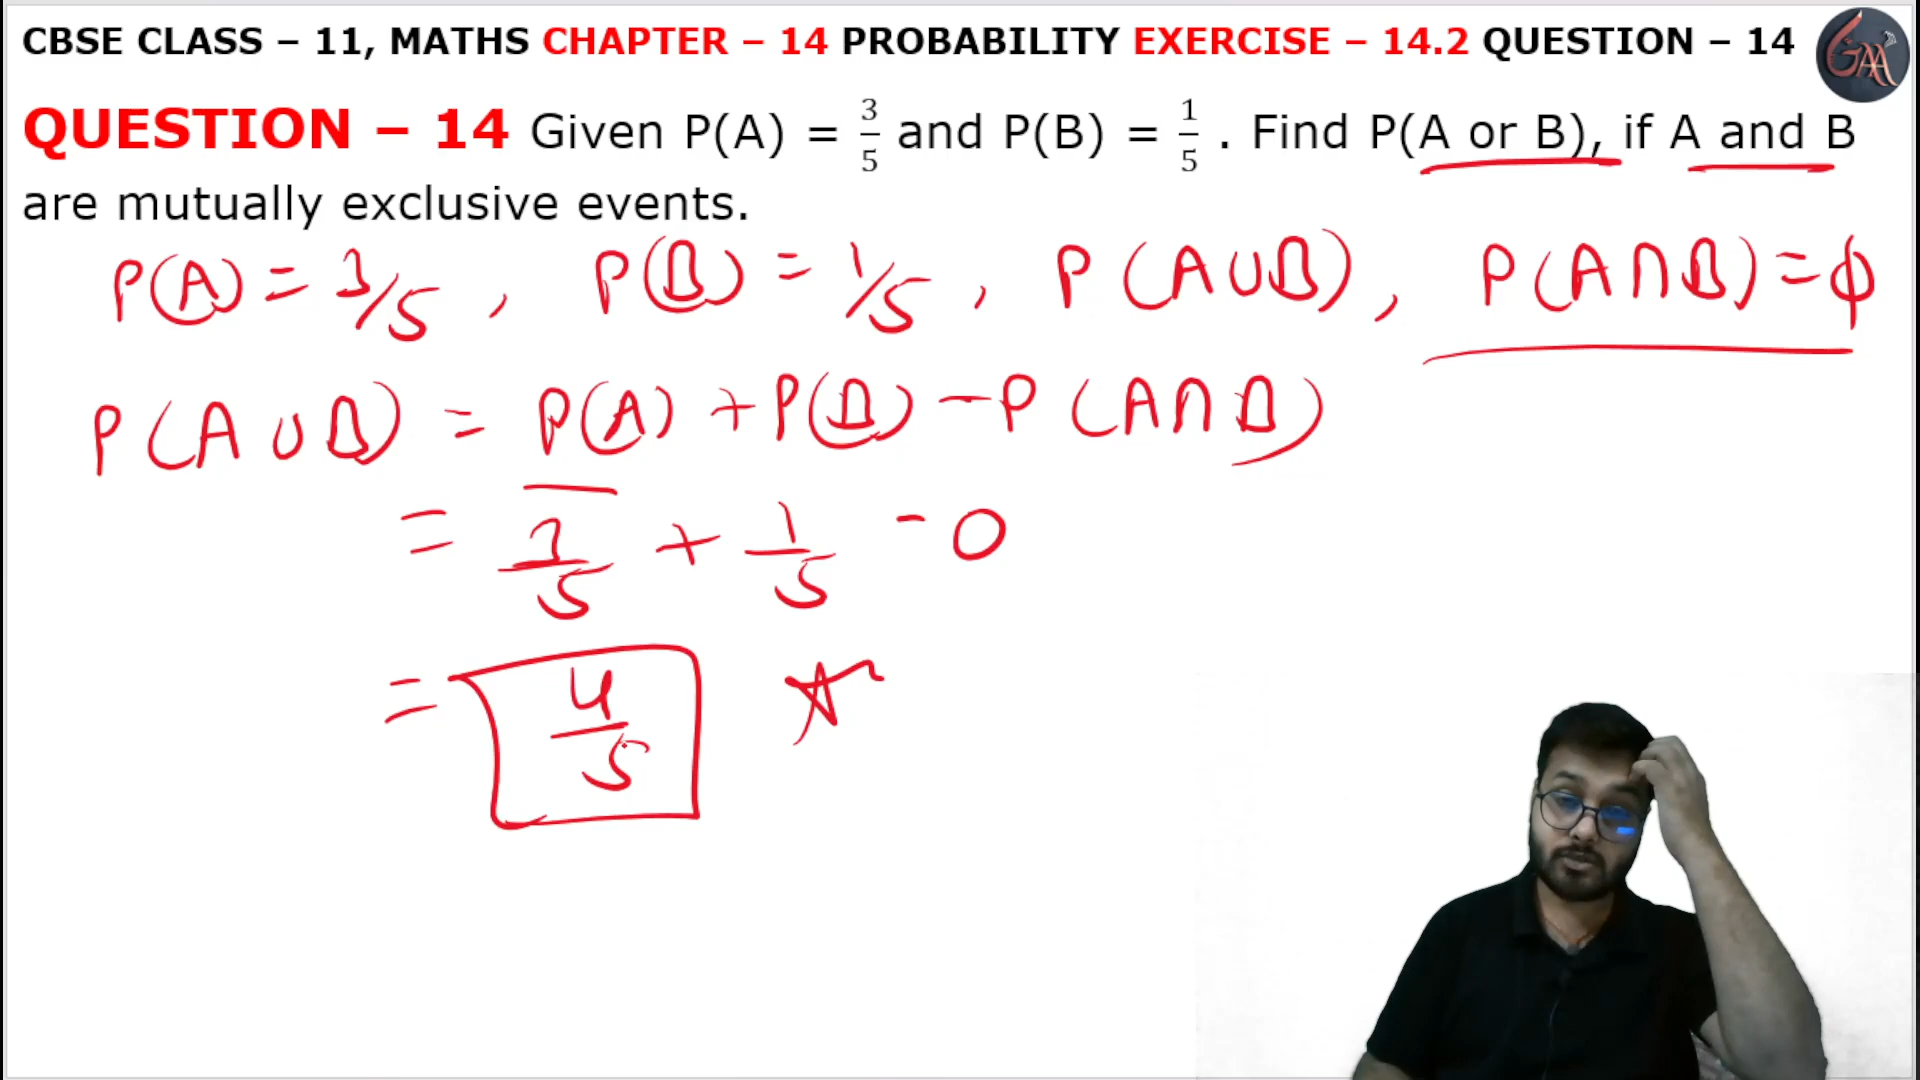 CBSE CLASS – 11, MATHS CHAPTER – 14 PROBABILITY EXERCISE – 14.2 QUESTION – 14
GAA
QUESTION – 14 Given P(A) = 3/5 and P(B) = 1/5 . Find P(A or B), if A and B
are mutually exclusive events.
P(A) = 3/5 , P(B) = 1/5 , P(A∪B) , P(A∩B) = φ
P(A∪B) = P(A) + P(B) – P(A∩B)
= 3/5 + 1/5 - 0
= 4/5